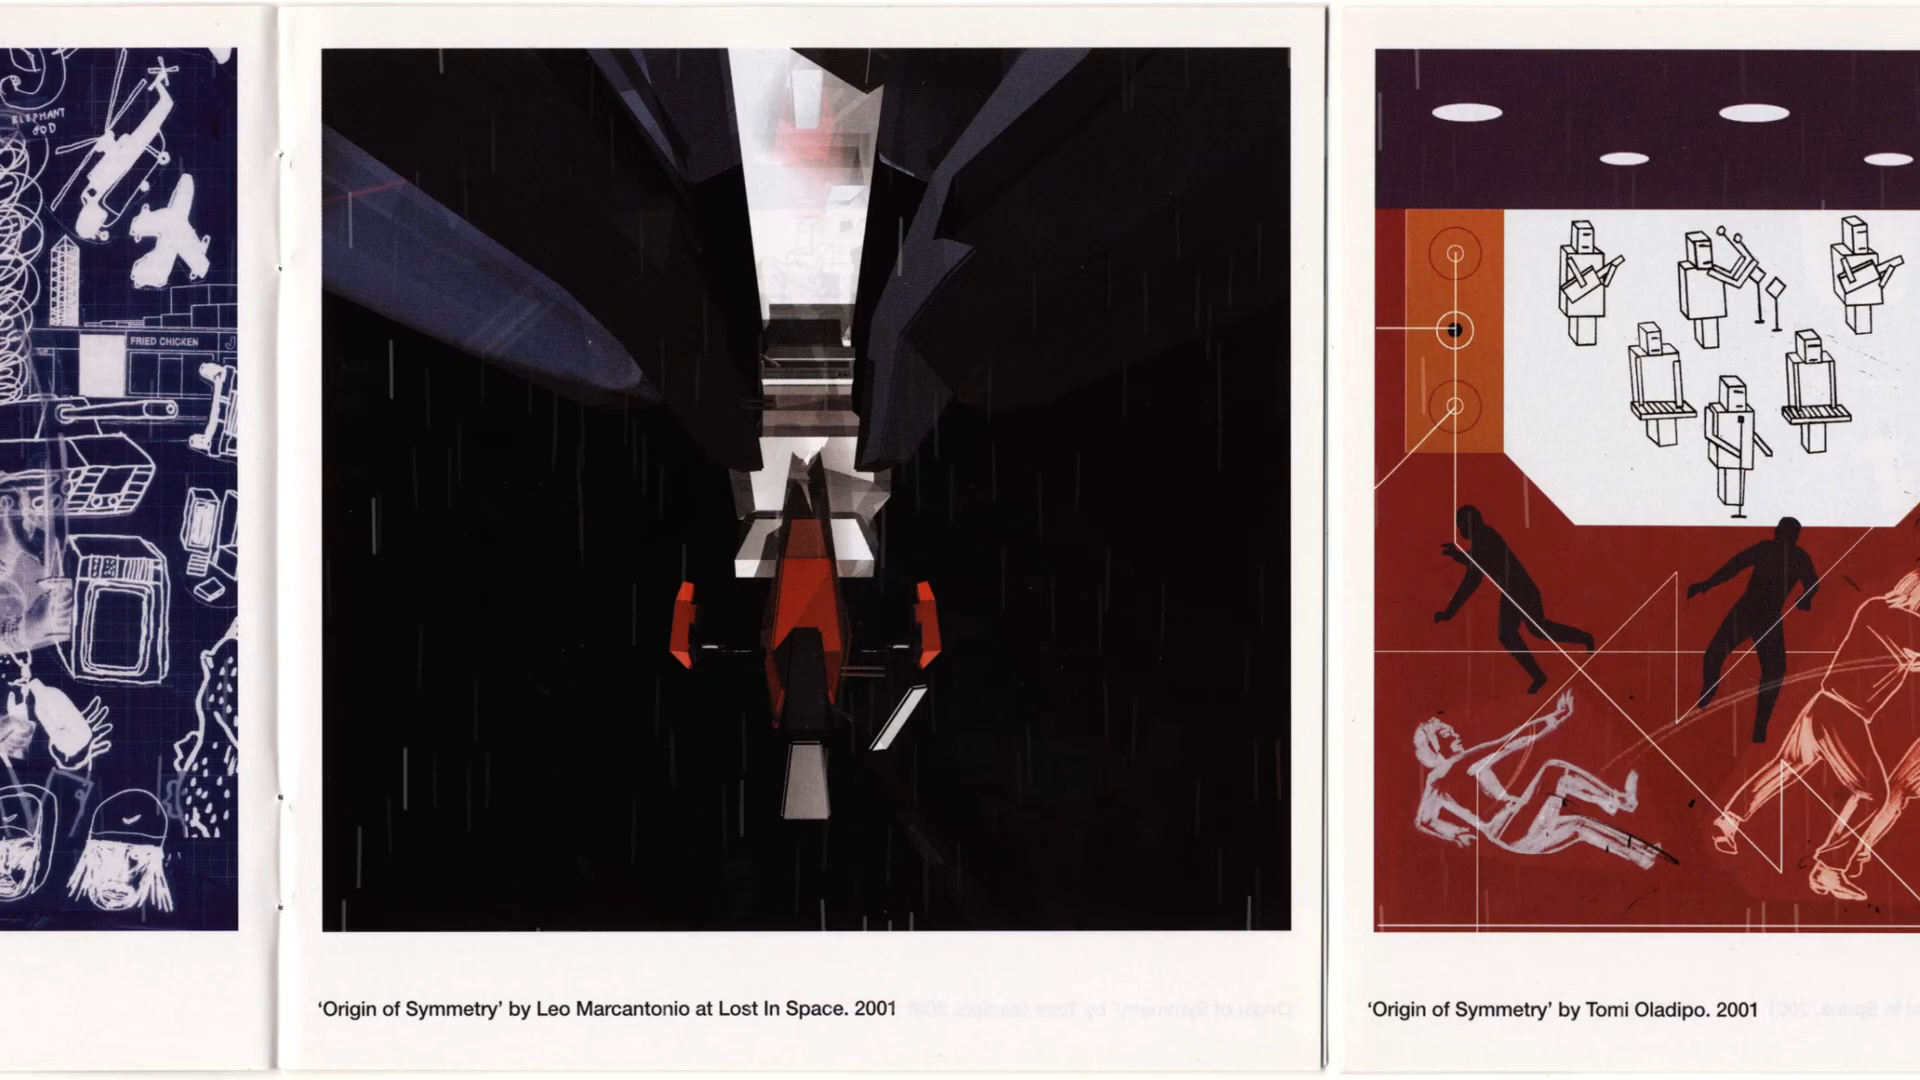 ELEPHANT
GOD
FRIED CHICKEN
‘Origin of Symmetry’ by Leo Marcantonio at Lost In Space. 2001
‘Origin of Symmetry’ by Tomi Oladipo. 2001